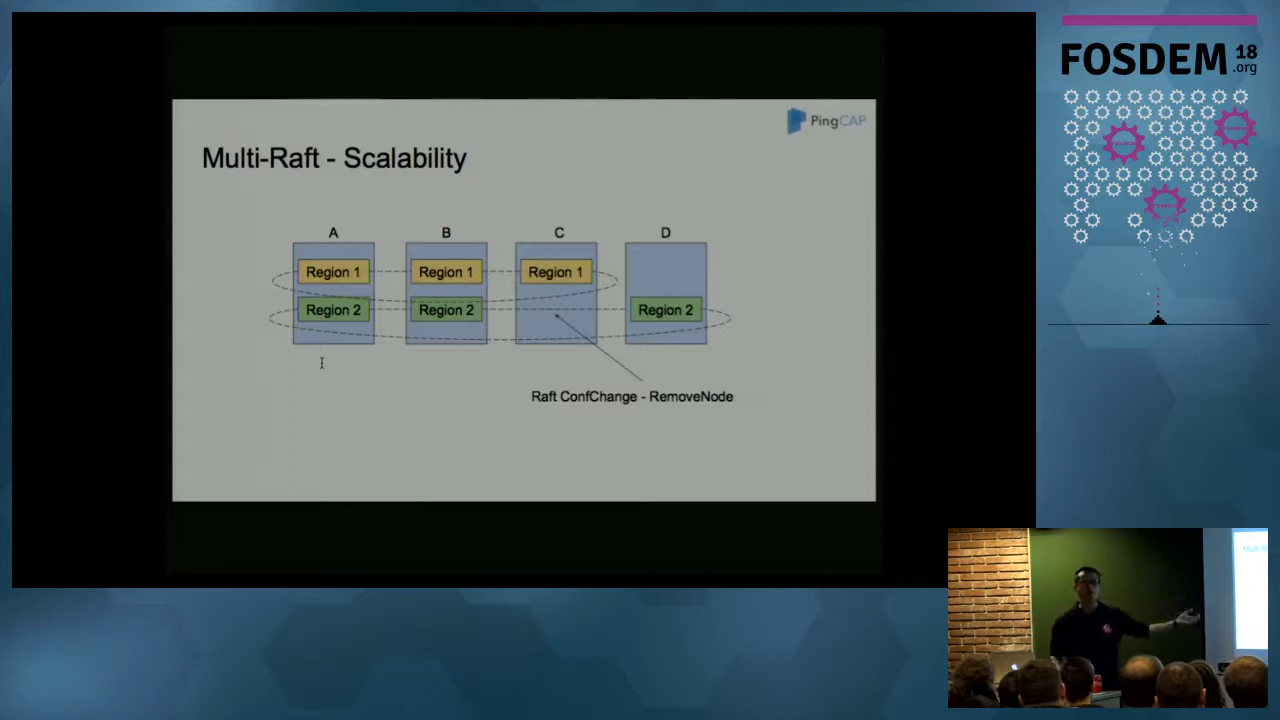 PingCAP
Multi-Raft - Scalability
A
B
C
D
Region 1
Region 1
Region 1
Region 2
Region 2
Region 2
Raft ConfChange - RemoveNode
FOSDEM 18
.org